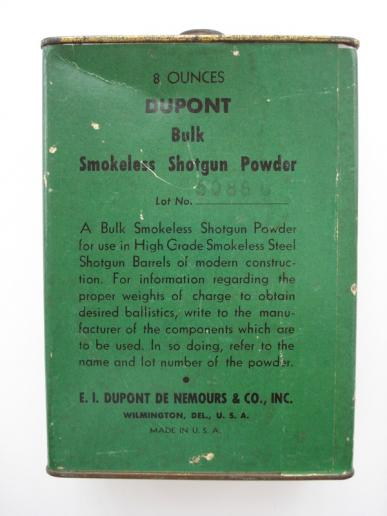 8 OUNCES
DUPONT
Bulk
Smokeless Shotgun Powder
Lot No.
A Bulk Smokeless Shotgun Powder
for use in High Grade Smokeless Steel
Shotgun Barrels of modern construc-
tion. For information regarding the
proper weights of charge to obtain
desired ballistics, write to the manu-
facturer of the components which are
to be used. In so doing, refer to the
name and lot number of the powder.
E. I. DUPONT DE NEMOURS & CO., INC.
WILMINGTON, DEL., U. S. A.
MADE IN U. S. A.